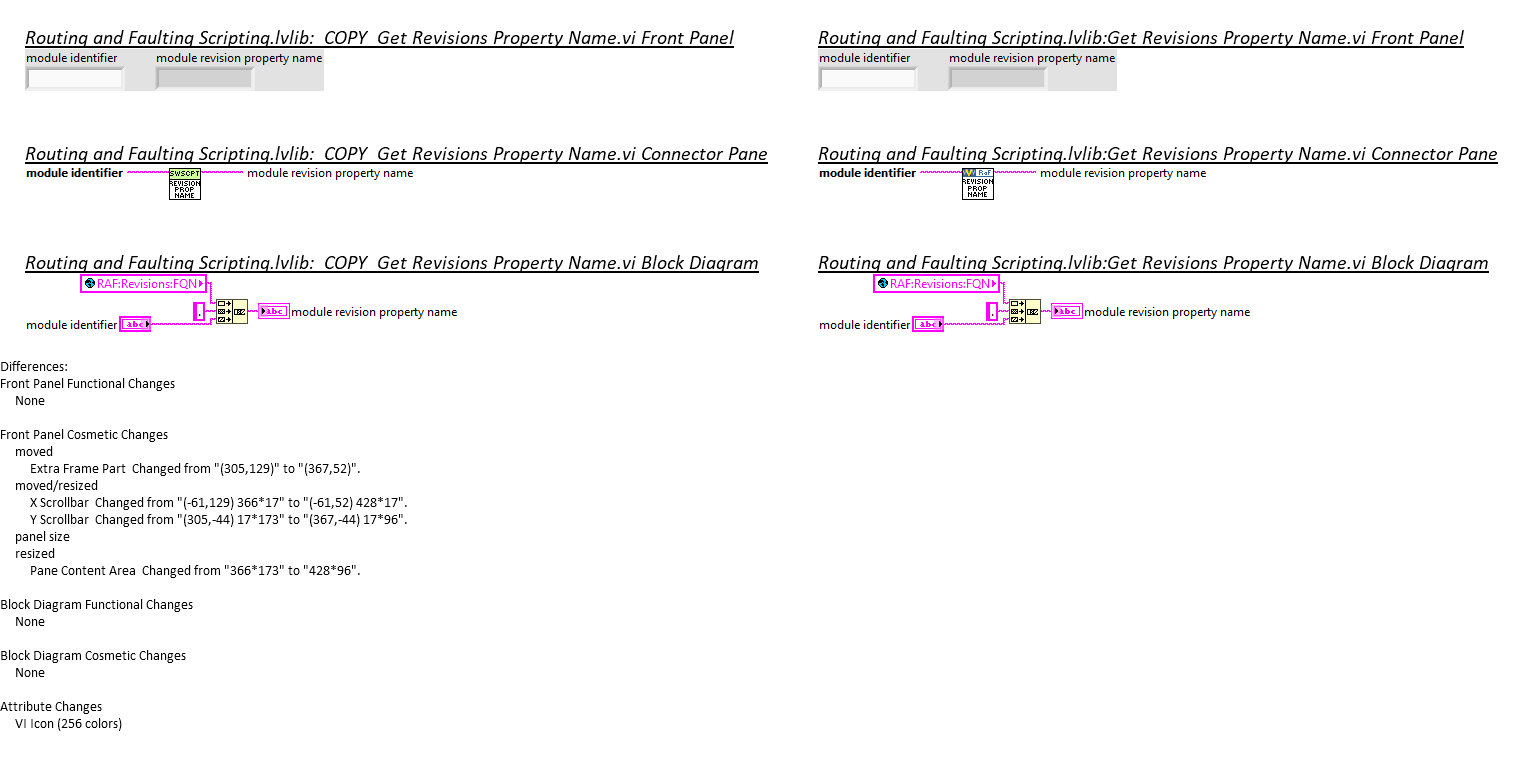 Routing and Faulting Scripting.lvlib:  COPY  Get Revisions Property Name.vi Front Panel
module identifier module revision property name
Routing and Faulting Scripting.lvlib:  COPY  Get Revisions Property Name.vi Connector Pane
module identifier SWSCPT module revision property name
REVISION
PROP
NAME
Routing and Faulting Scripting.lvlib:  COPY  Get Revisions Property Name.vi Block Diagram
RAF:Revisions:FQN
.
abc module revision property name
module identifier abc
Routing and Faulting Scripting.lvlib:Get Revisions Property Name.vi Front Panel
module identifier module revision property name
Routing and Faulting Scripting.lvlib:Get Revisions Property Name.vi Connector Pane
module identifier RaF module revision property name
REVISION
PROP
NAME
Routing and Faulting Scripting.lvlib:Get Revisions Property Name.vi Block Diagram
RAF:Revisions:FQN
.
abc module revision property name
module identifier abc
Differences:
Front Panel Functional Changes
None
Front Panel Cosmetic Changes
moved
Extra Frame Part  Changed from "(305,129)" to "(367,52)".
moved/resized
X Scrollbar  Changed from "(-61,129) 366*17" to "(-61,52) 428*17".
Y Scrollbar  Changed from "(305,-44) 17*173" to "(367,-44) 17*96".
panel size
resized
Pane Content Area  Changed from "366*173" to "428*96".
Block Diagram Functional Changes
None
Block Diagram Cosmetic Changes
None
Attribute Changes
VI Icon (256 colors)